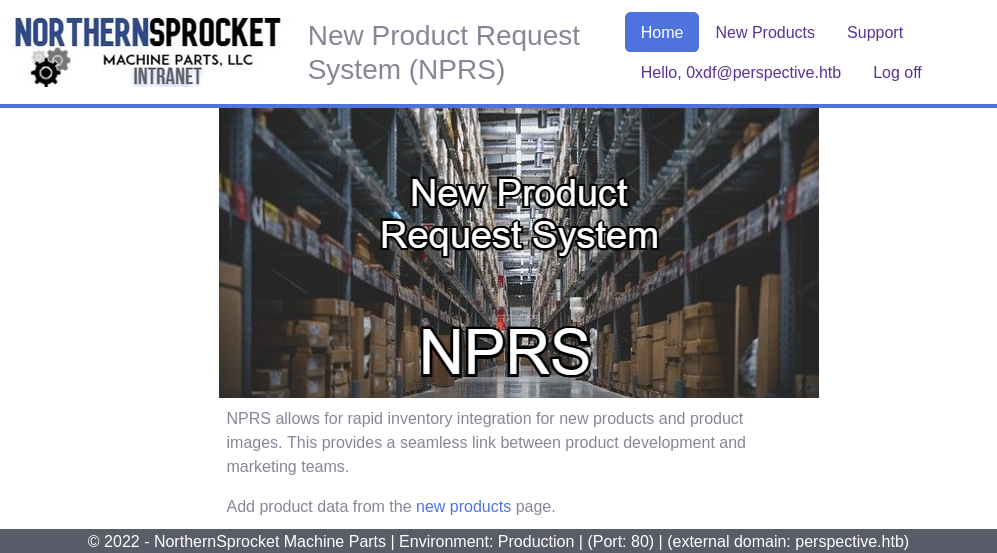 NORTHERNSPROCKET
MACHINE PARTS, LLC
INTRANET
New Product Request
System (NPRS)
Home New Products Support
Hello, 0xdf@perspective.htb Log off
New Product
Request System
NPRS
NPRS allows for rapid inventory integration for new products and product
images. This provides a seamless link between product development and
marketing teams.
Add product data from the new products page.
© 2022 - NorthernSprocket Machine Parts | Environment: Production | (Port: 80) | (external domain: perspective.htb)